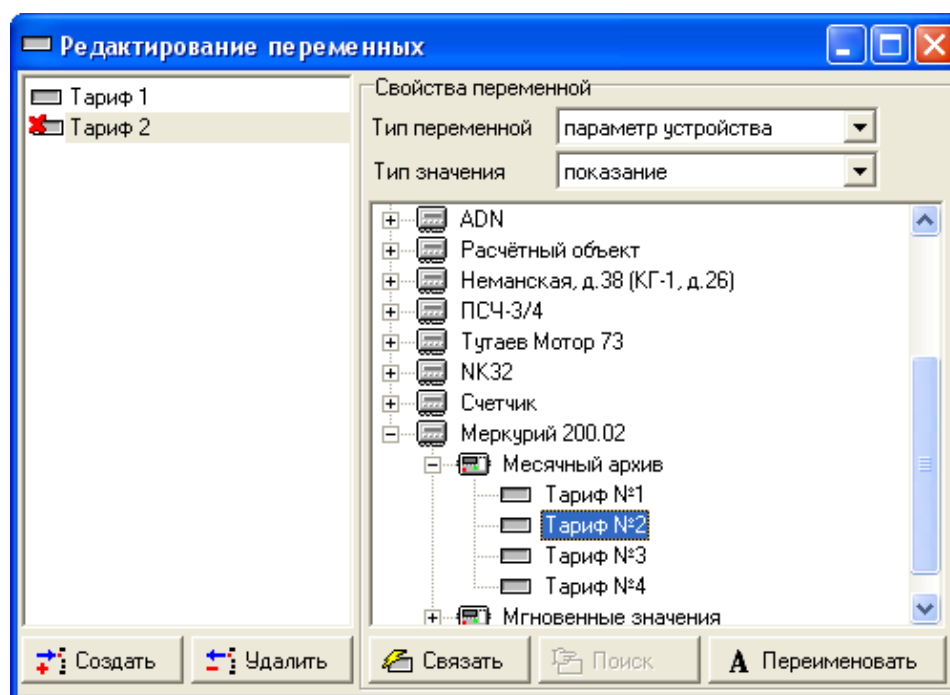 Редактирование переменных
Тариф 1
Тариф 2
Свойства переменной
Тип переменной параметр устройства
Тип значения показание
ADN
Расчётный объект
Неманская, д.38 (КГ-1, д.26)
ПСЧ-3/4
Тутаев Мотор 73
NK32
Счетчик
Меркурий 200.02
Месячный архив
Тариф №1
Тариф №2
Тариф №3
Тариф №4
Мгновенные значения
Создать Удалить Связать Поиск А Переименовать